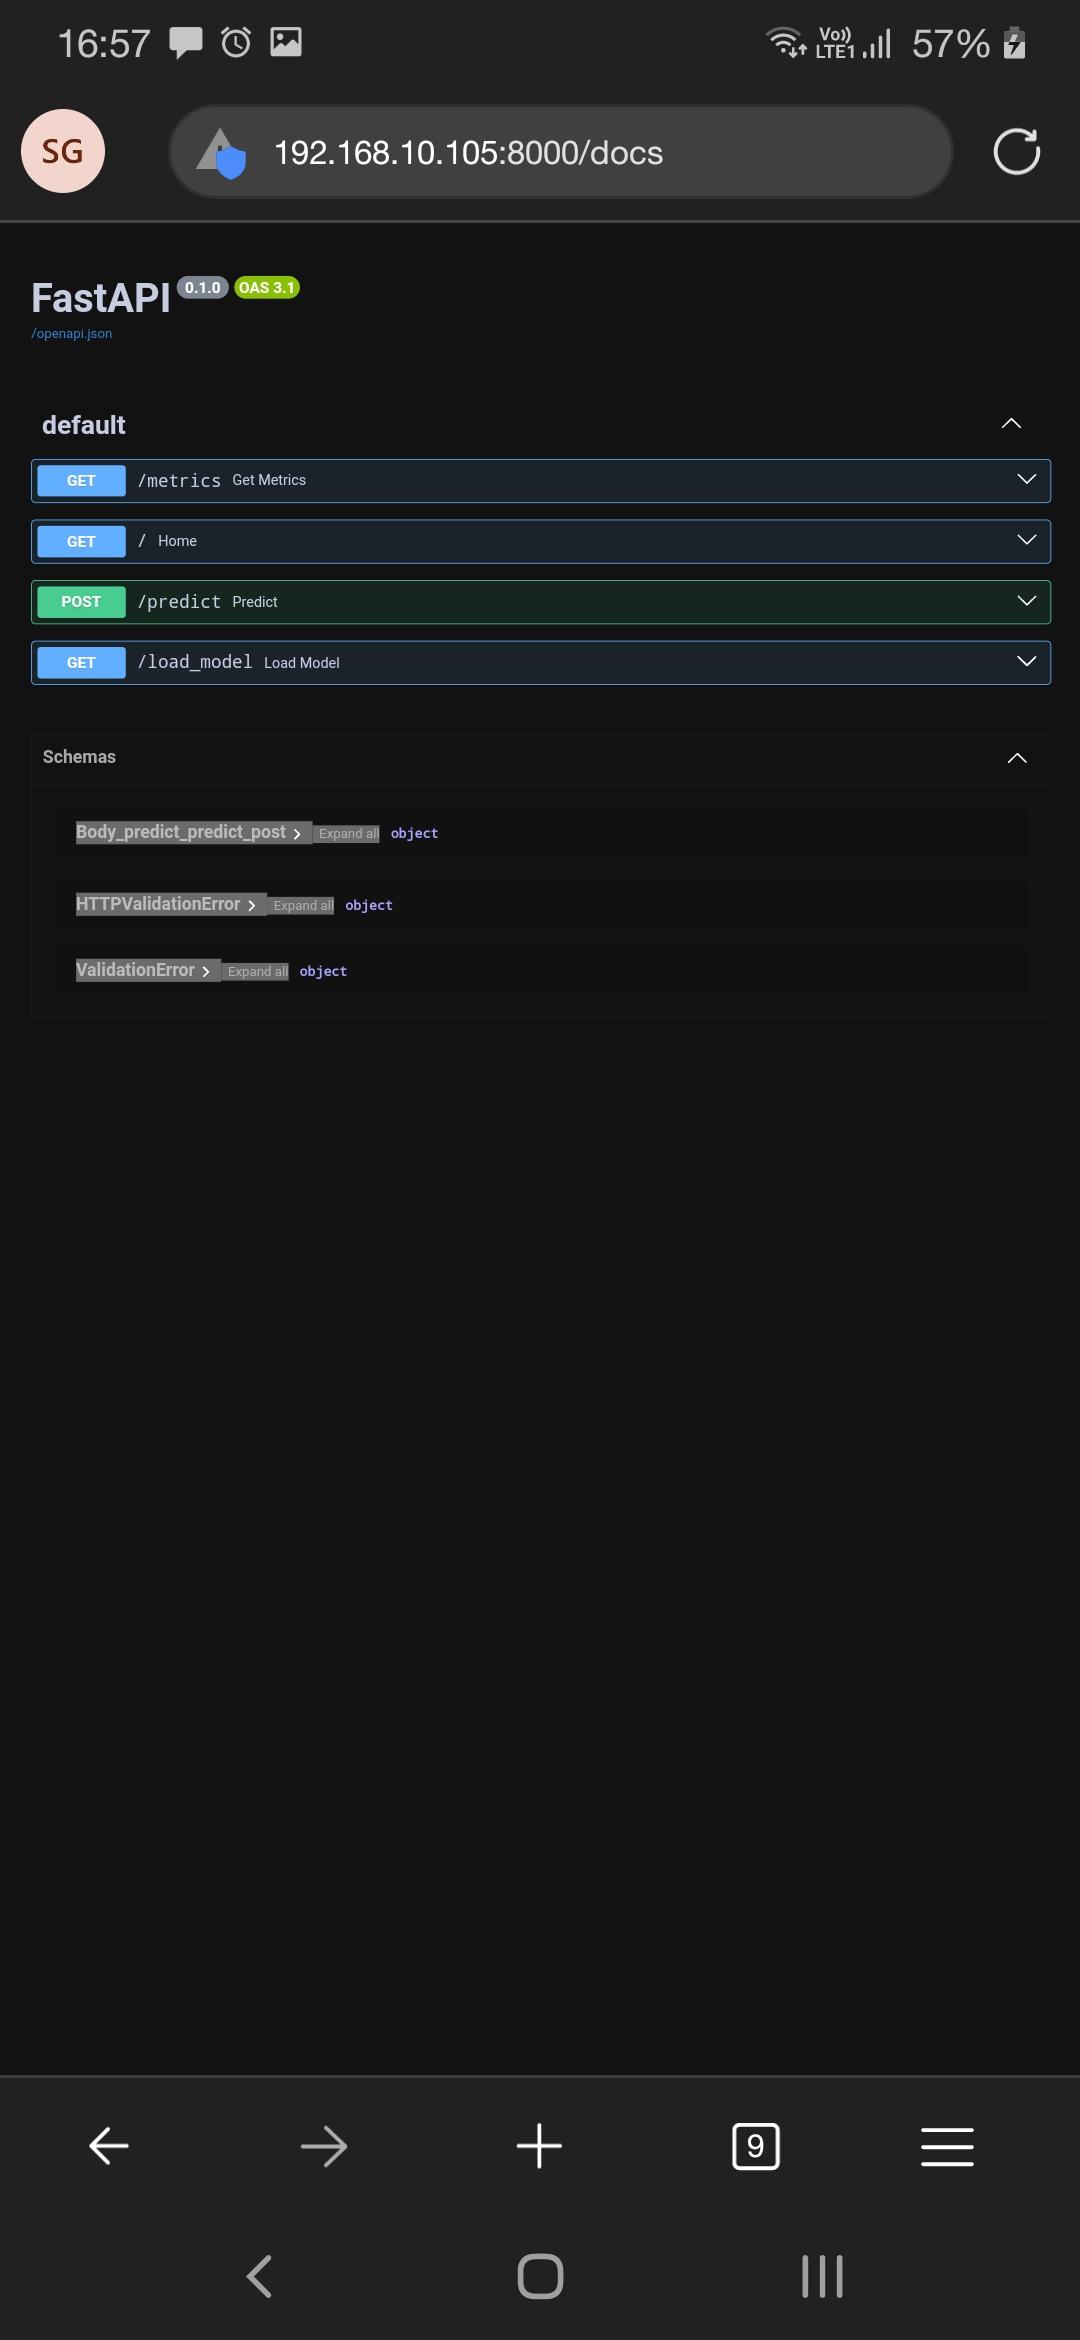 16:57 Vo)) LTE1 57%
SG 192.168.10.105:8000/docs
FastAPI 0.1.0 OAS 3.1
/openapi.json
default
GET /metrics Get Metrics
GET / Home
POST /predict Predict
GET /load_model Load Model
Schemas
Body_predict_predict_post Expand all object
HTTPValidationError Expand all object
ValidationError Expand all object
9